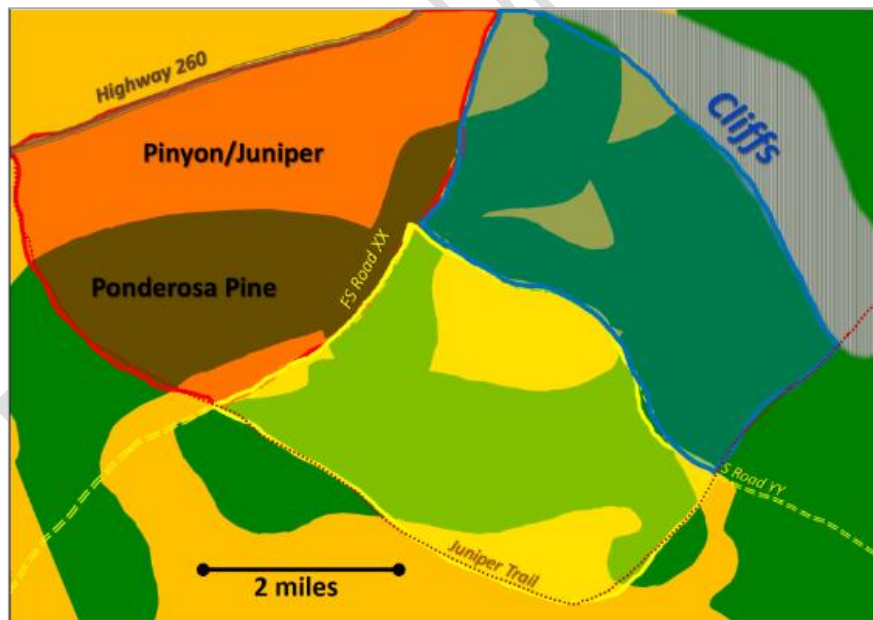 Highway 260
Cliffs
Pinyon/Juniper
FS Road XX
Ponderosa Pine
S Road YY
Juniper Trail
2 miles